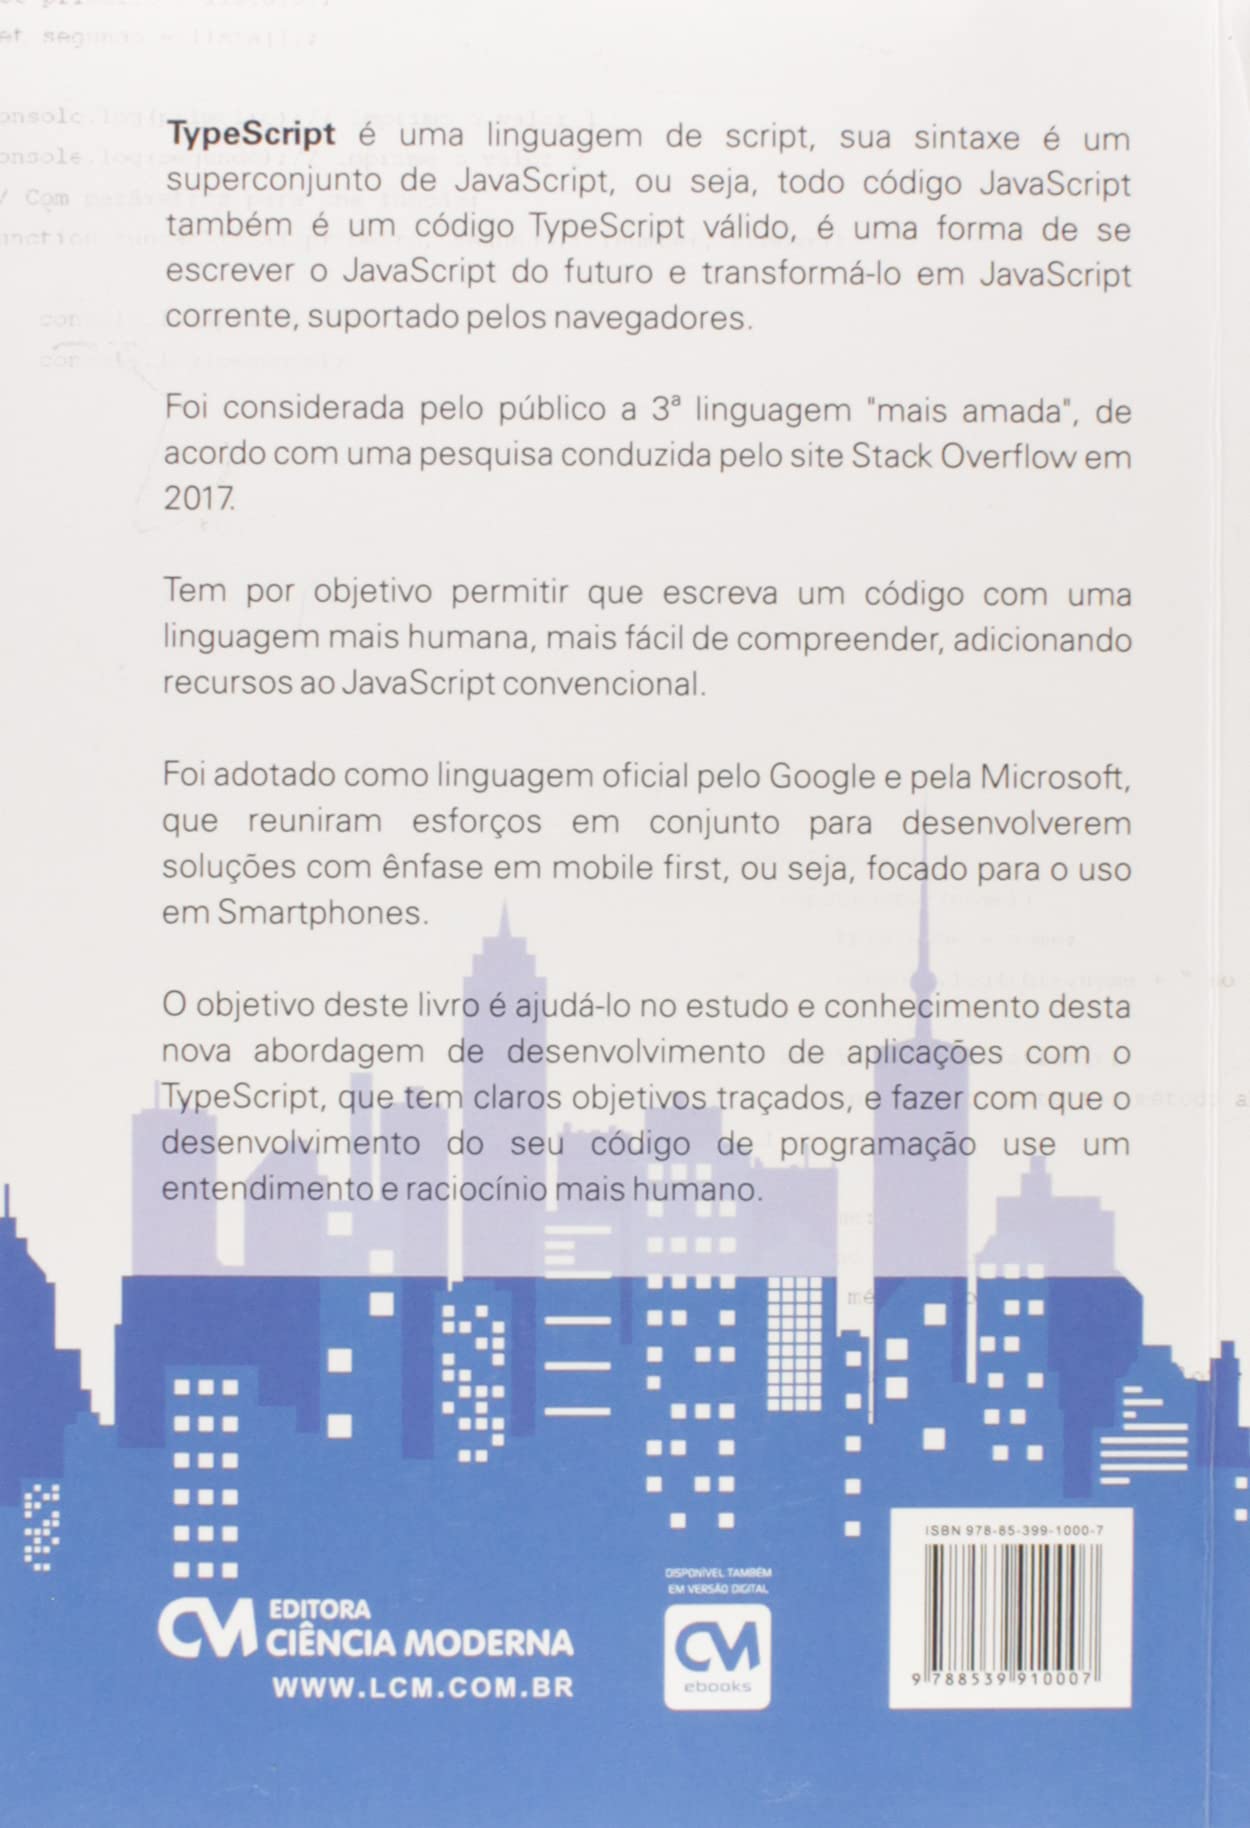 TypeScript é uma linguagem de script, sua sintaxe é um
superconjunto de JavaScript, ou seja, todo código JavaScript
também é um código TypeScript válido, é uma forma de se
escrever o JavaScript do futuro e transformá-lo em JavaScript
corrente, suportado pelos navegadores.
Foi considerada pelo público a 3ª linguagem "mais amada", de
acordo com uma pesquisa conduzida pelo site Stack Overflow em
2017.
Tem por objetivo permitir que escreva um código com uma
linguagem mais humana, mais fácil de compreender, adicionando
recursos ao JavaScript convencional.
Foi adotado como linguagem oficial pelo Google e pela Microsoft,
que reuniram esforços em conjunto para desenvolverem
soluções com ênfase em mobile first, ou seja, focado para o uso
em Smartphones.
O objetivo deste livro é ajudá-lo no estudo e conhecimento desta
nova abordagem de desenvolvimento de aplicações com o
TypeScript, que tem claros objetivos traçados, e fazer com que o
desenvolvimento do seu código de programação use um
entendimento e raciocínio mais humano.
CM EDITORA
CIÊNCIA MODERNA
WWW.LCM.COM.BR
DISPONÍVEL TAMBÉM
EM VERSÃO DIGITAL
CM
ebooks
ISBN 978-85-399-1000-7
9 788539 910007